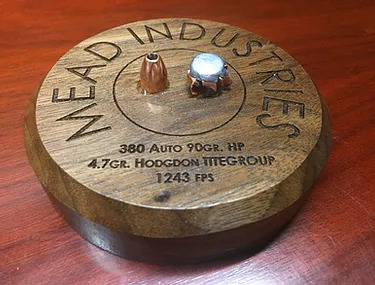 MEAD INDUSTRIES
380 AUTO 90GR. HP
4.7GR. HODGDON TITEGROUP
1243 FPS